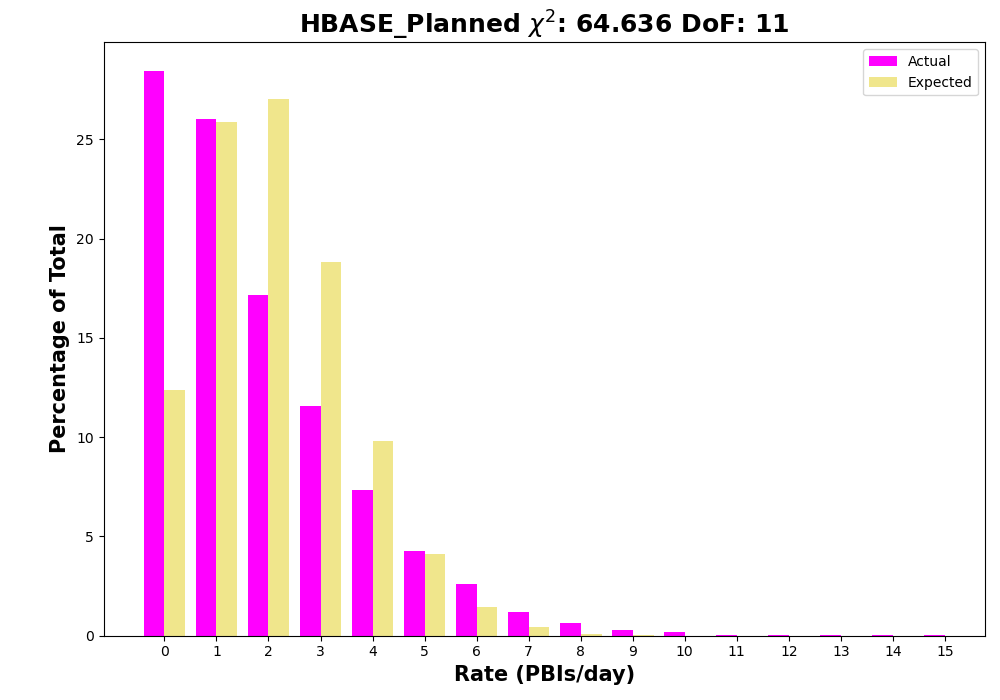 HBASE_Planned χ²: 64.636 DoF: 11
Actual
Expected
25
20
15
10
5
0
Percentage of Total
0 1 2 3 4 5 6 7 8 9 10 11 12 13 14 15
Rate (PBIs/day)